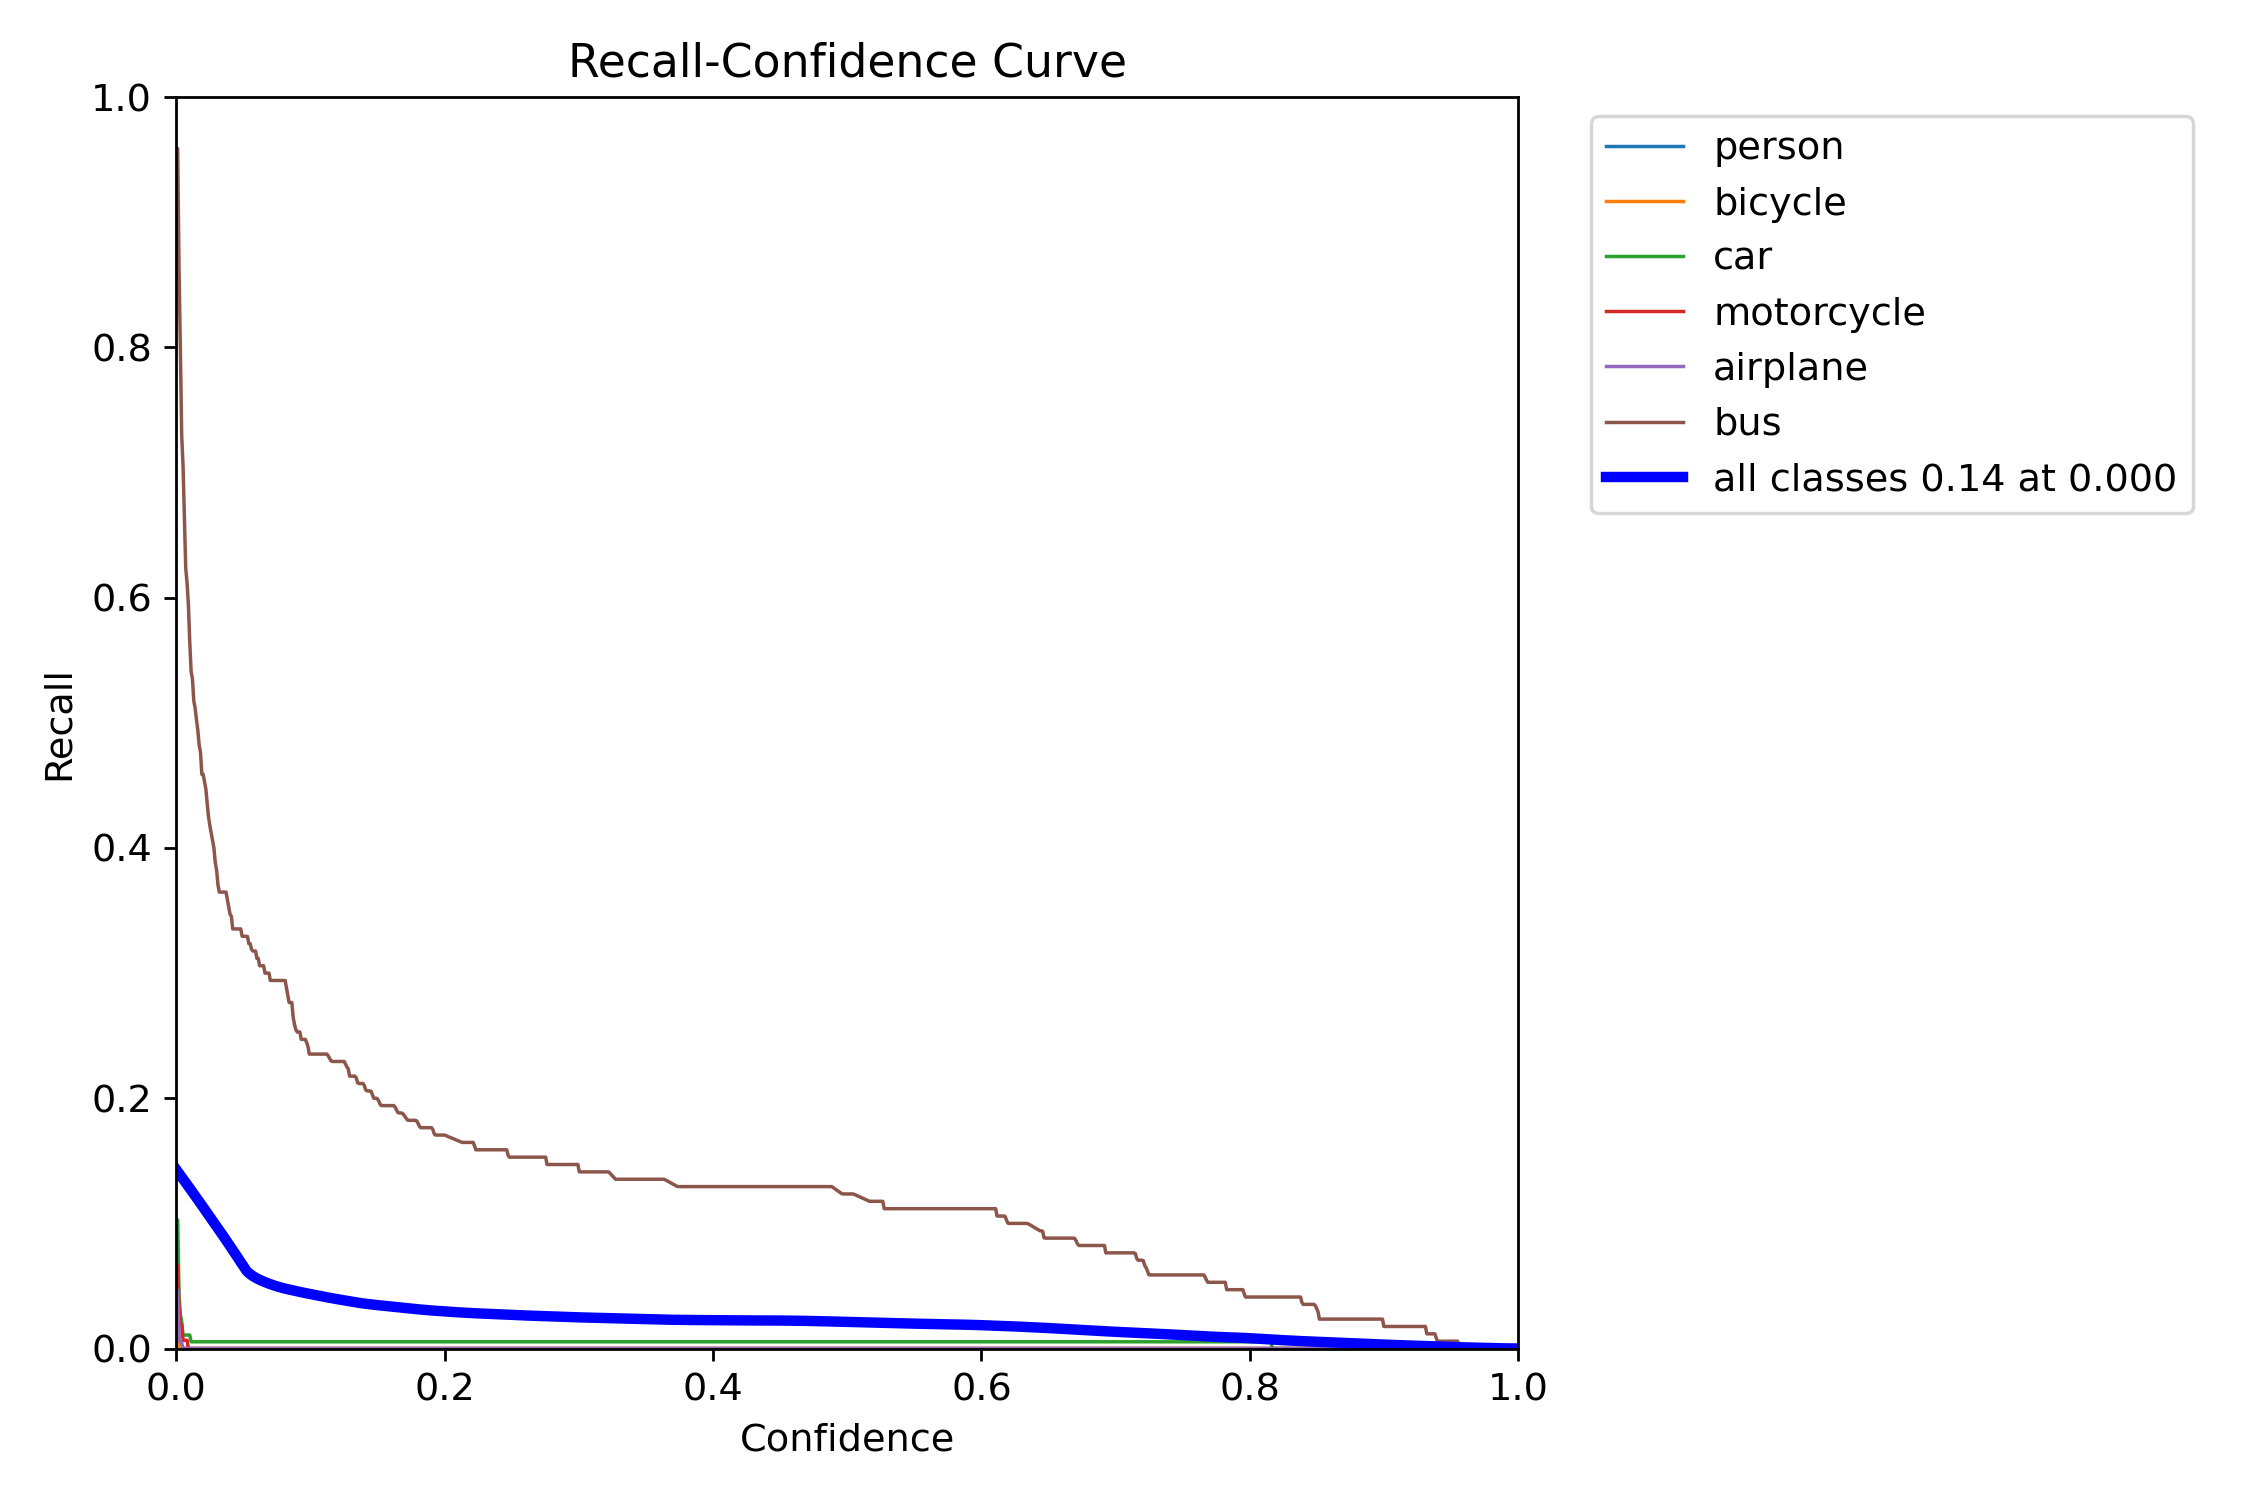 Recall-Confidence Curve
1.0
0.8
0.6
0.4
0.2
0.0
Recall
0.0 0.2 0.4 0.6 0.8 1.0
Confidence
person
bicycle
car
motorcycle
airplane
bus
all classes 0.14 at 0.000